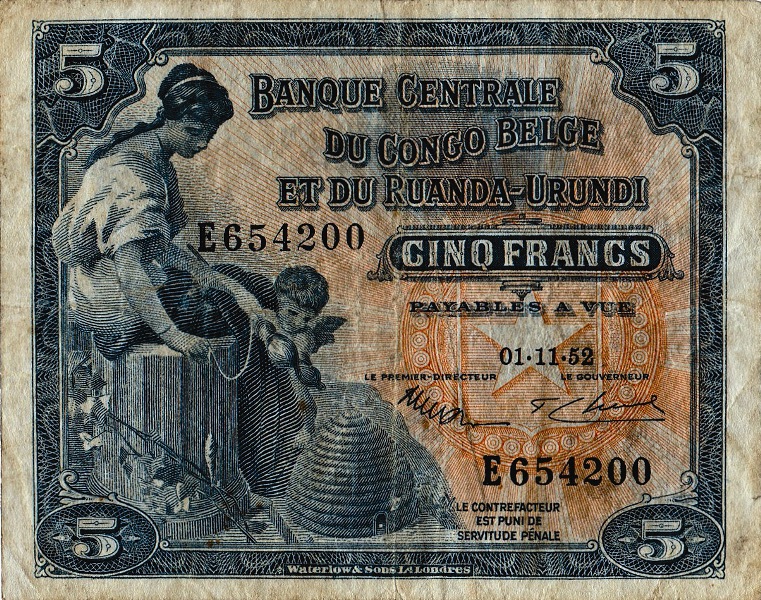 5 5
BANQUE CENTRALE
DU CONGO BELGE
ET DU RUANDA-URUNDI
E654200
CINQ FRANCS
PAYABLES A VUE
01·11·52
LE PREMIER-DIRECTEUR LE GOUVERNEUR
E654200
LE CONTREFACTEUR
EST PUNI DE
SERVITUDE PÉNALE
5 5
Waterlow & Sons Ld Londres